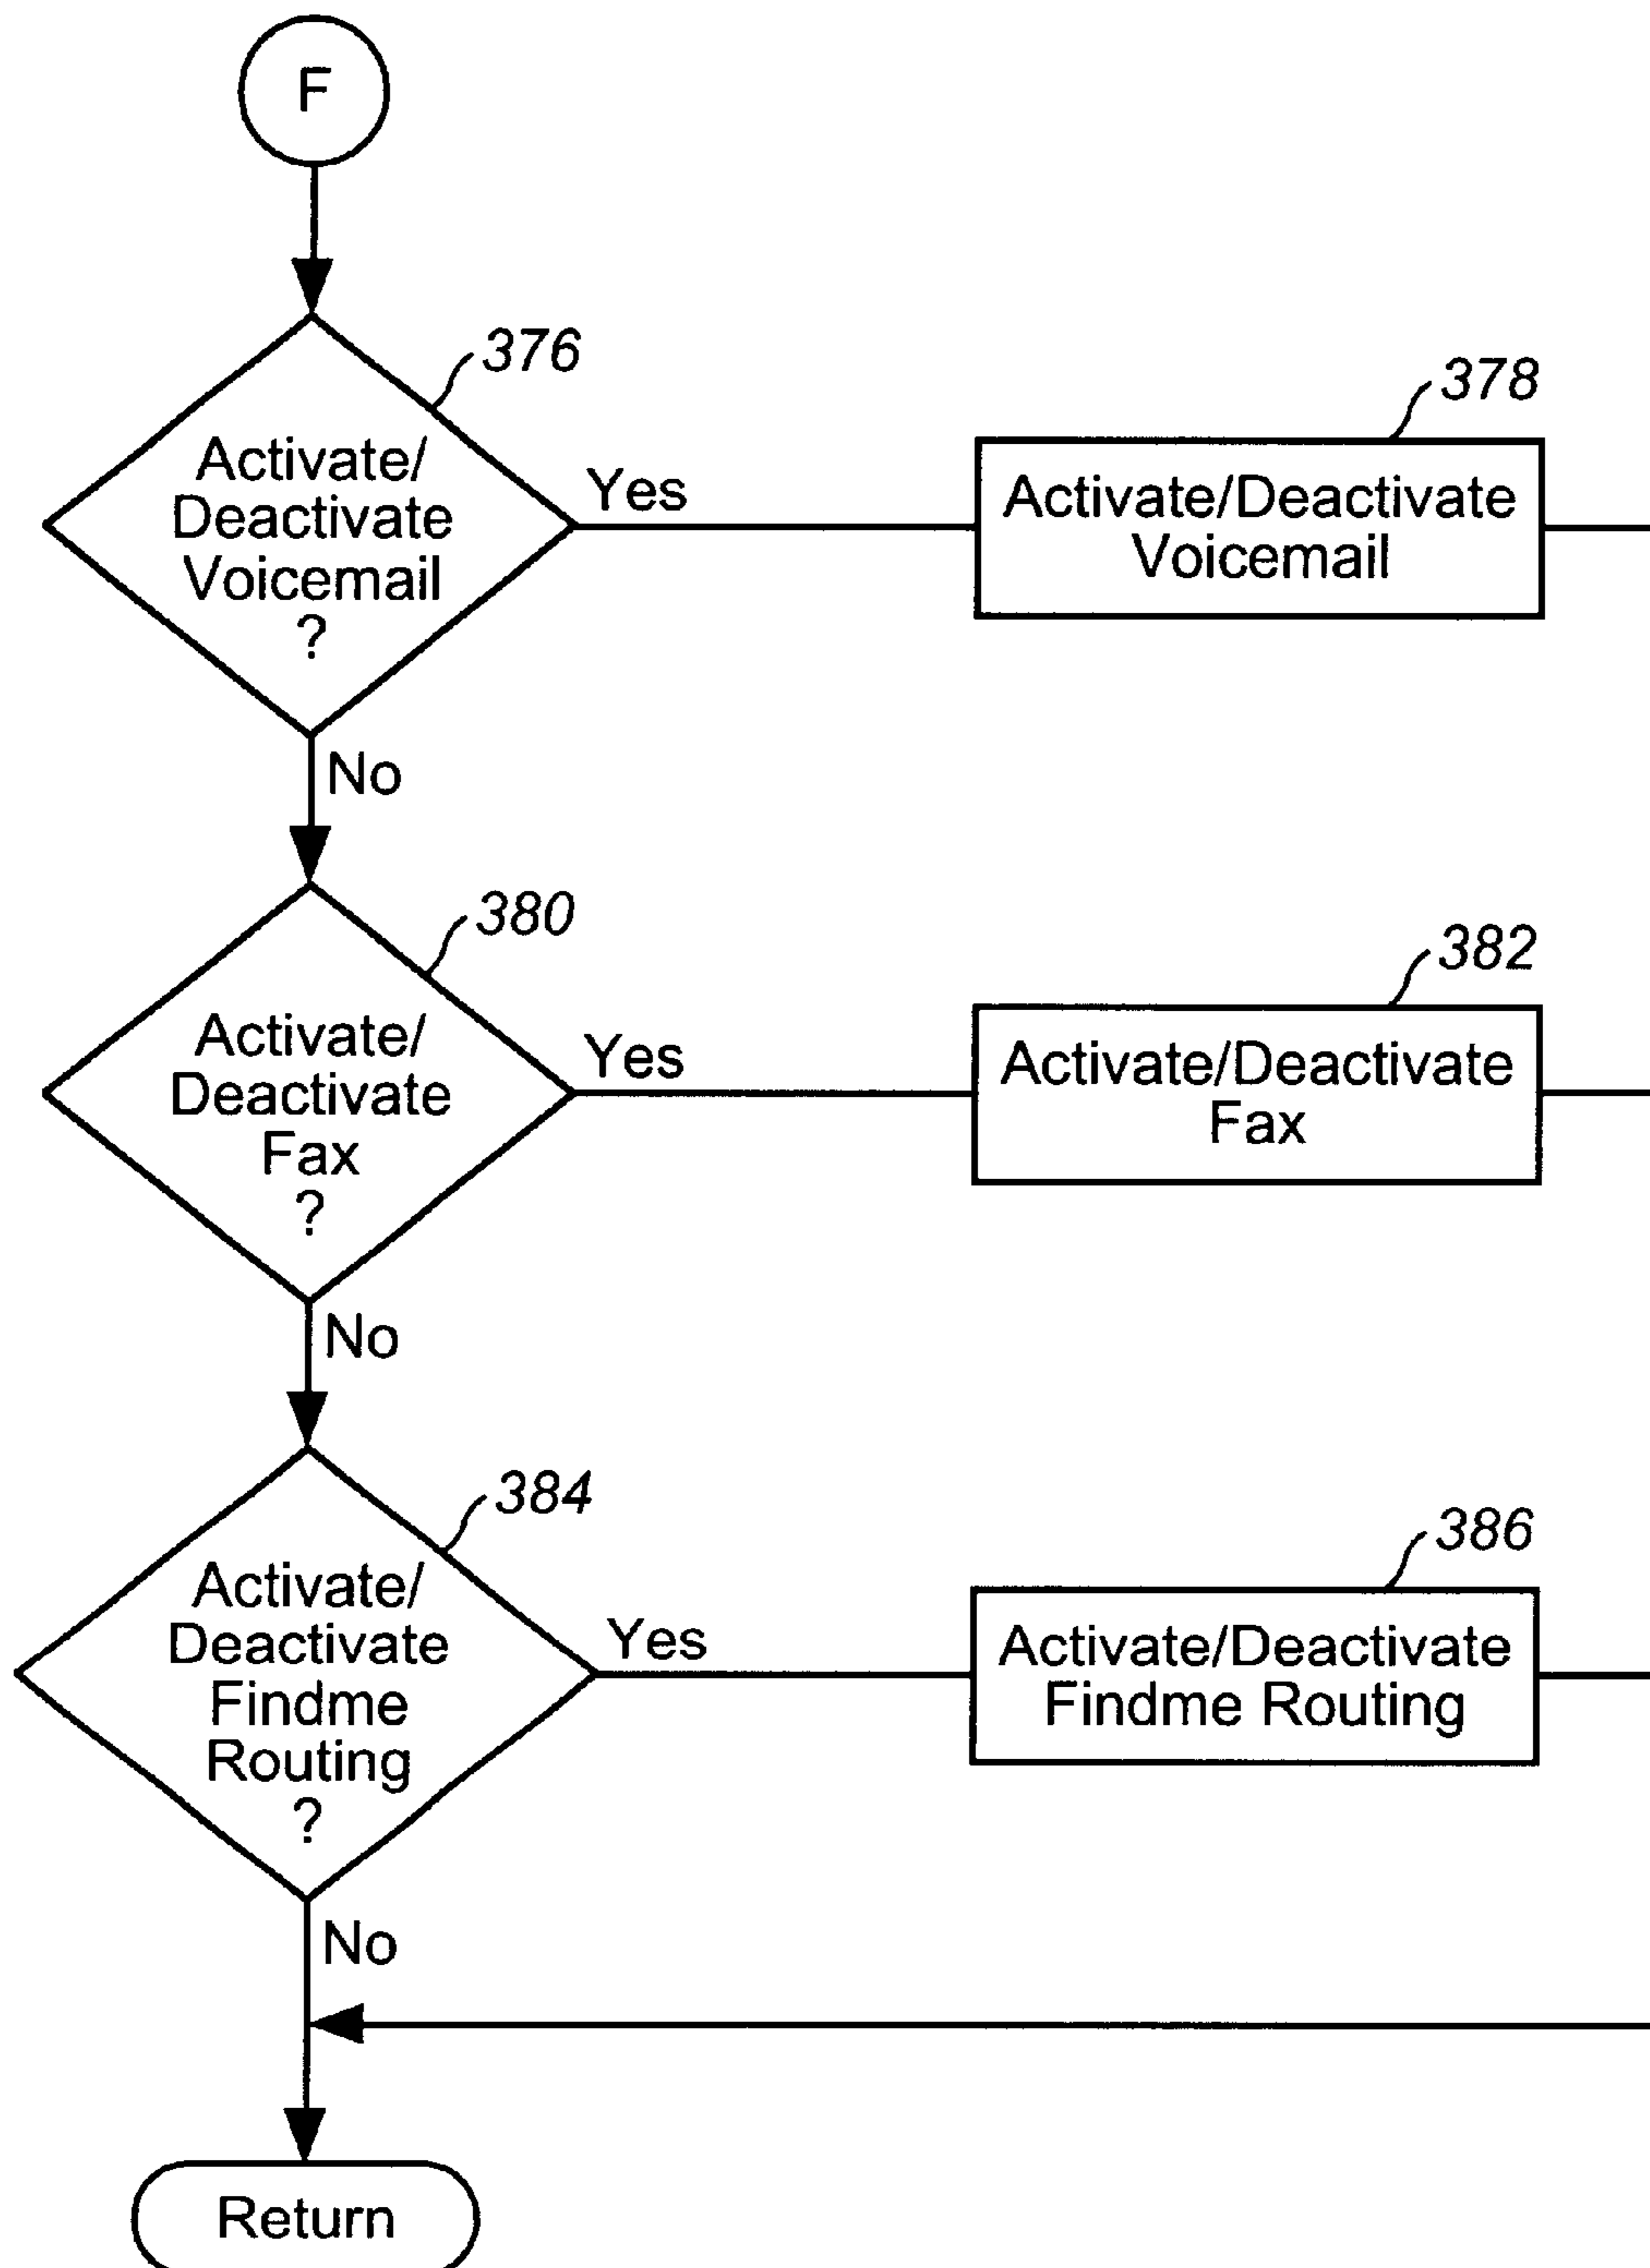 F
376
Activate/
Deactivate
Voicemail
?
Yes
378
Activate/Deactivate
Voicemail
No
380
Activate/
Deactivate
Fax
?
Yes
382
Activate/Deactivate
Fax
No
384
Activate/
Deactivate
Findme
Routing
?
Yes
386
Activate/Deactivate
Findme Routing
No
Return